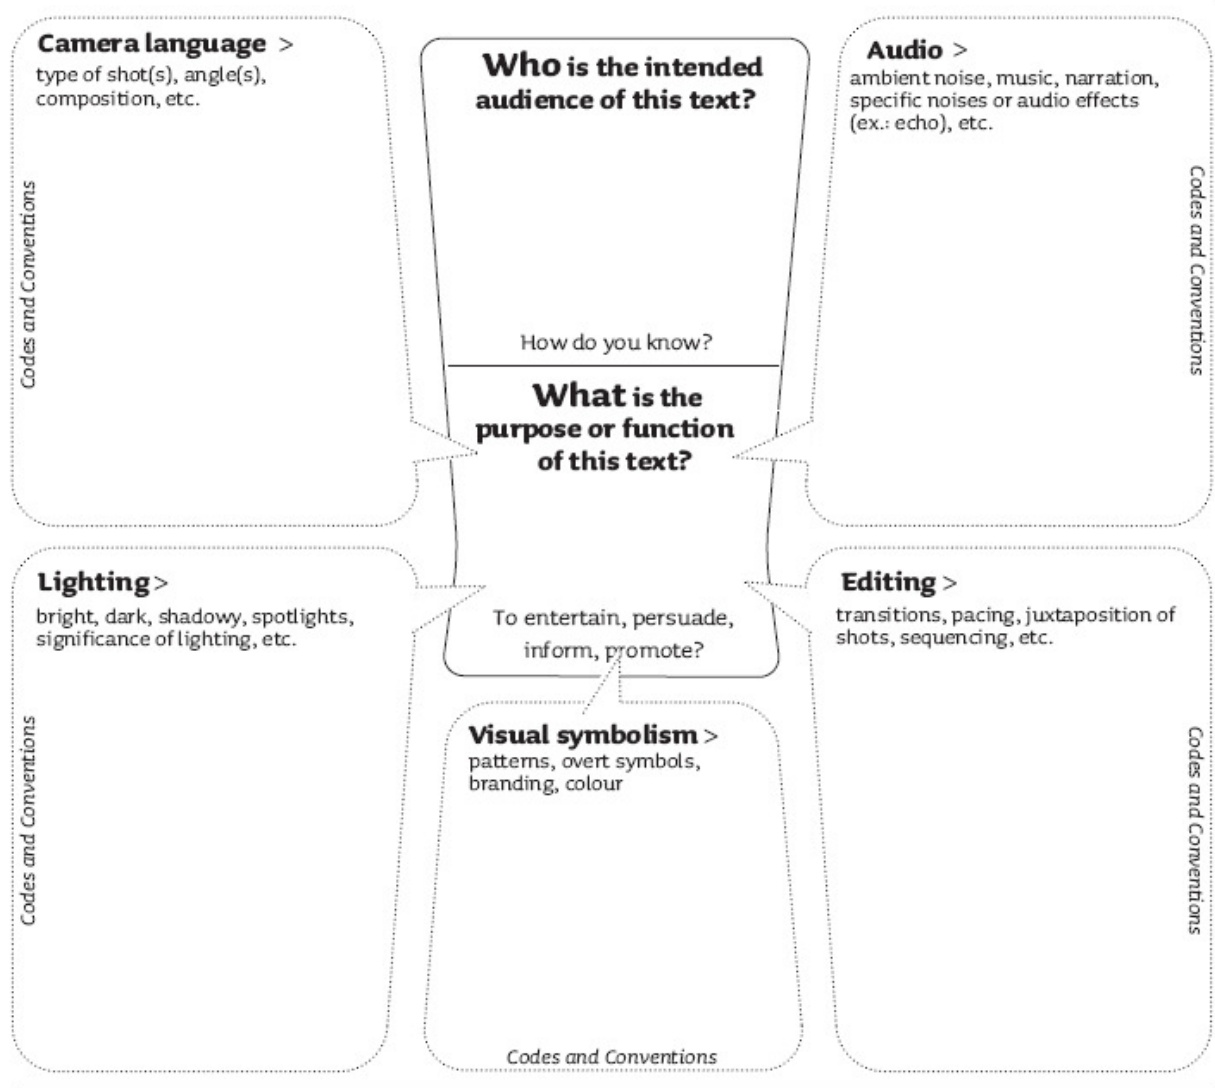 Camera language >
type of shot(s), angle(s),
composition, etc.
Codes and Conventions
Who is the intended
audience of this text?
How do you know?
What is the
purpose or function
of this text?
To entertain, persuade,
inform, promote?
Audio >
ambient noise, music, narration,
specific noises or audio effects
(ex.: echo), etc.
Codes and Conventions
Lighting >
bright, dark, shadowy, spotlights,
significance of lighting, etc.
Codes and Conventions
Visual symbolism >
patterns, overt symbols,
branding, colour
Codes and Conventions
Editing >
transitions, pacing, juxtaposition of
shots, sequencing, etc.
Codes and Conventions